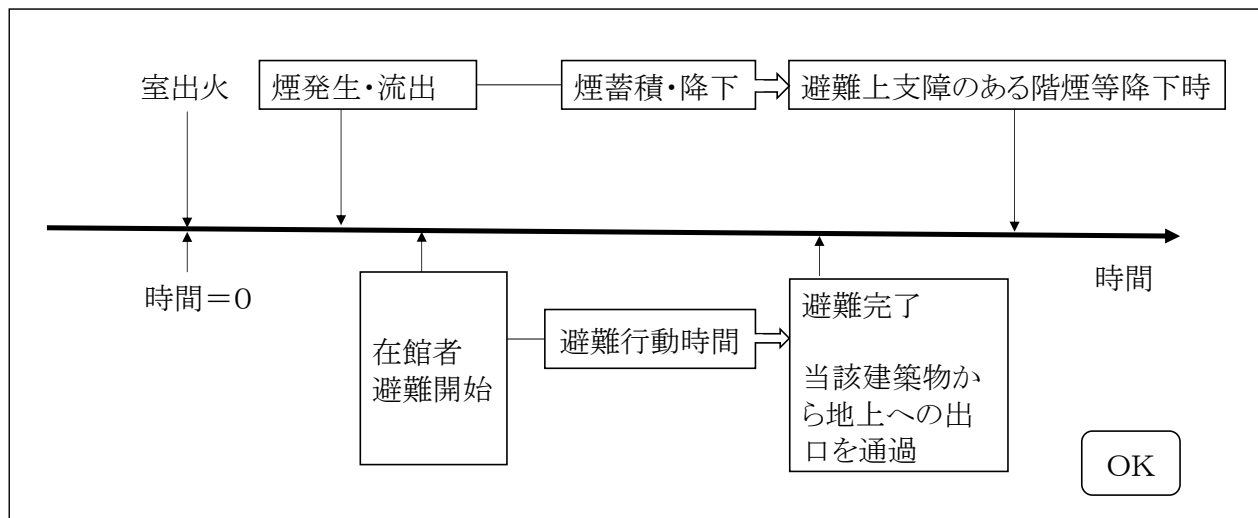 室出火
煙発生・流出
煙蓄積・降下
避難上支障のある階煙等降下時
時間＝0
時間
在館者
避難開始
避難行動時間
避難完了
当該建築物か
ら地上への出
口を通過
OK